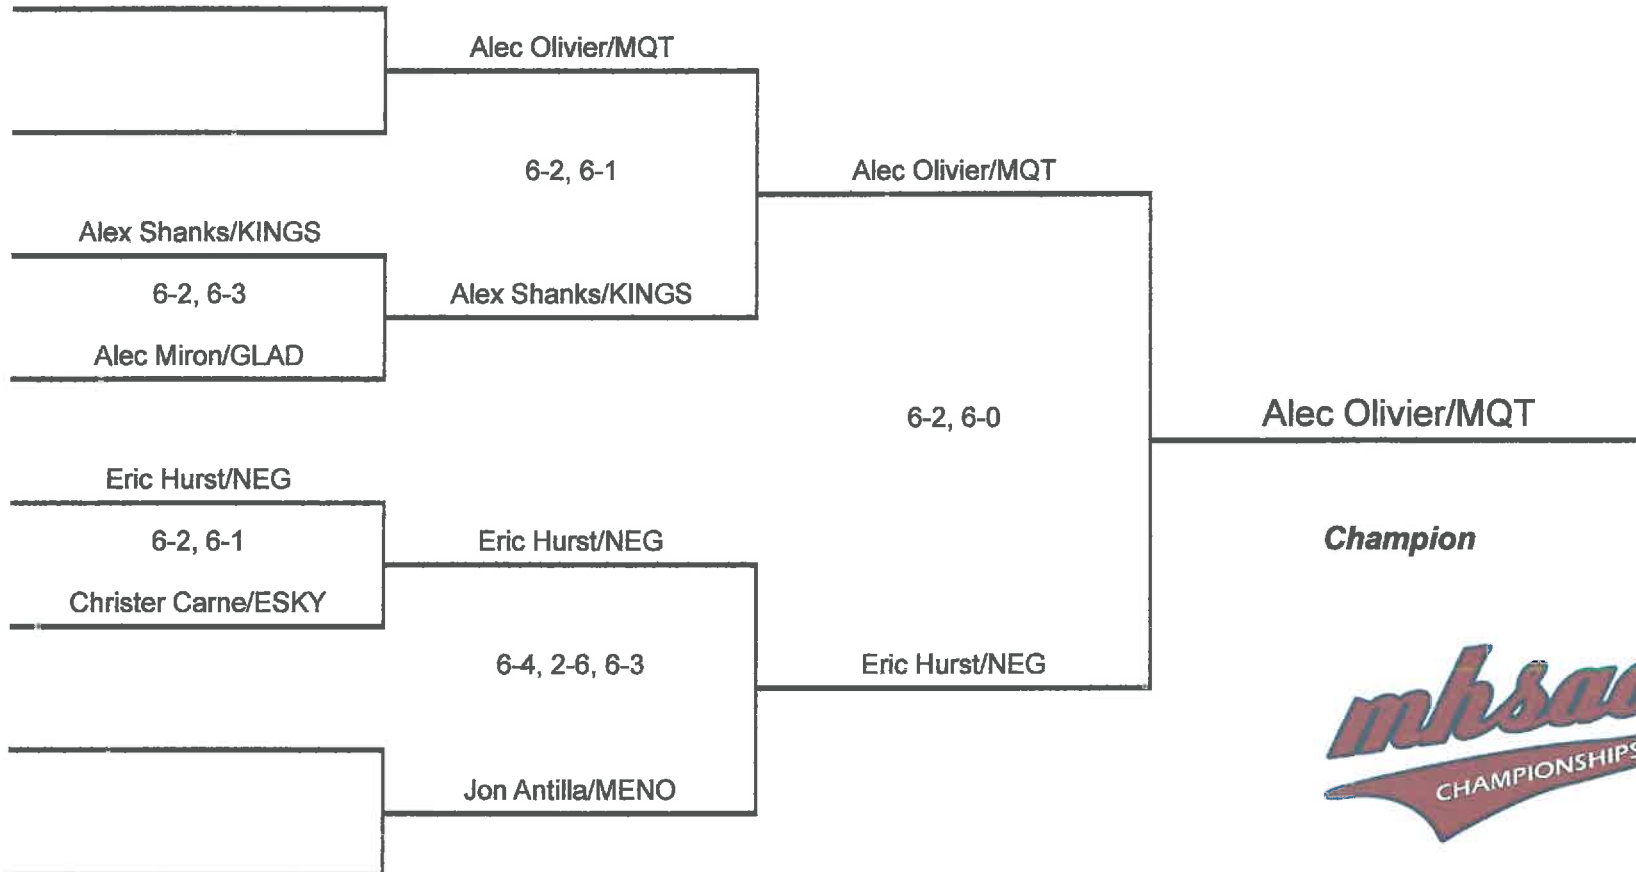 Alec Olivier/MQT
6-2, 6-1
Alec Olivier/MQT
Alex Shanks/KINGS
6-2, 6-3
Alex Shanks/KINGS
Alec Miron/GLAD
6-2, 6-0
Alec Olivier/MQT
Eric Hurst/NEG
6-2, 6-1
Eric Hurst/NEG
Champion
Christer Carne/ESKY
6-4, 2-6, 6-3
Eric Hurst/NEG
Jon Antilla/MENO
mhsaa
CHAMPIONSHIPS